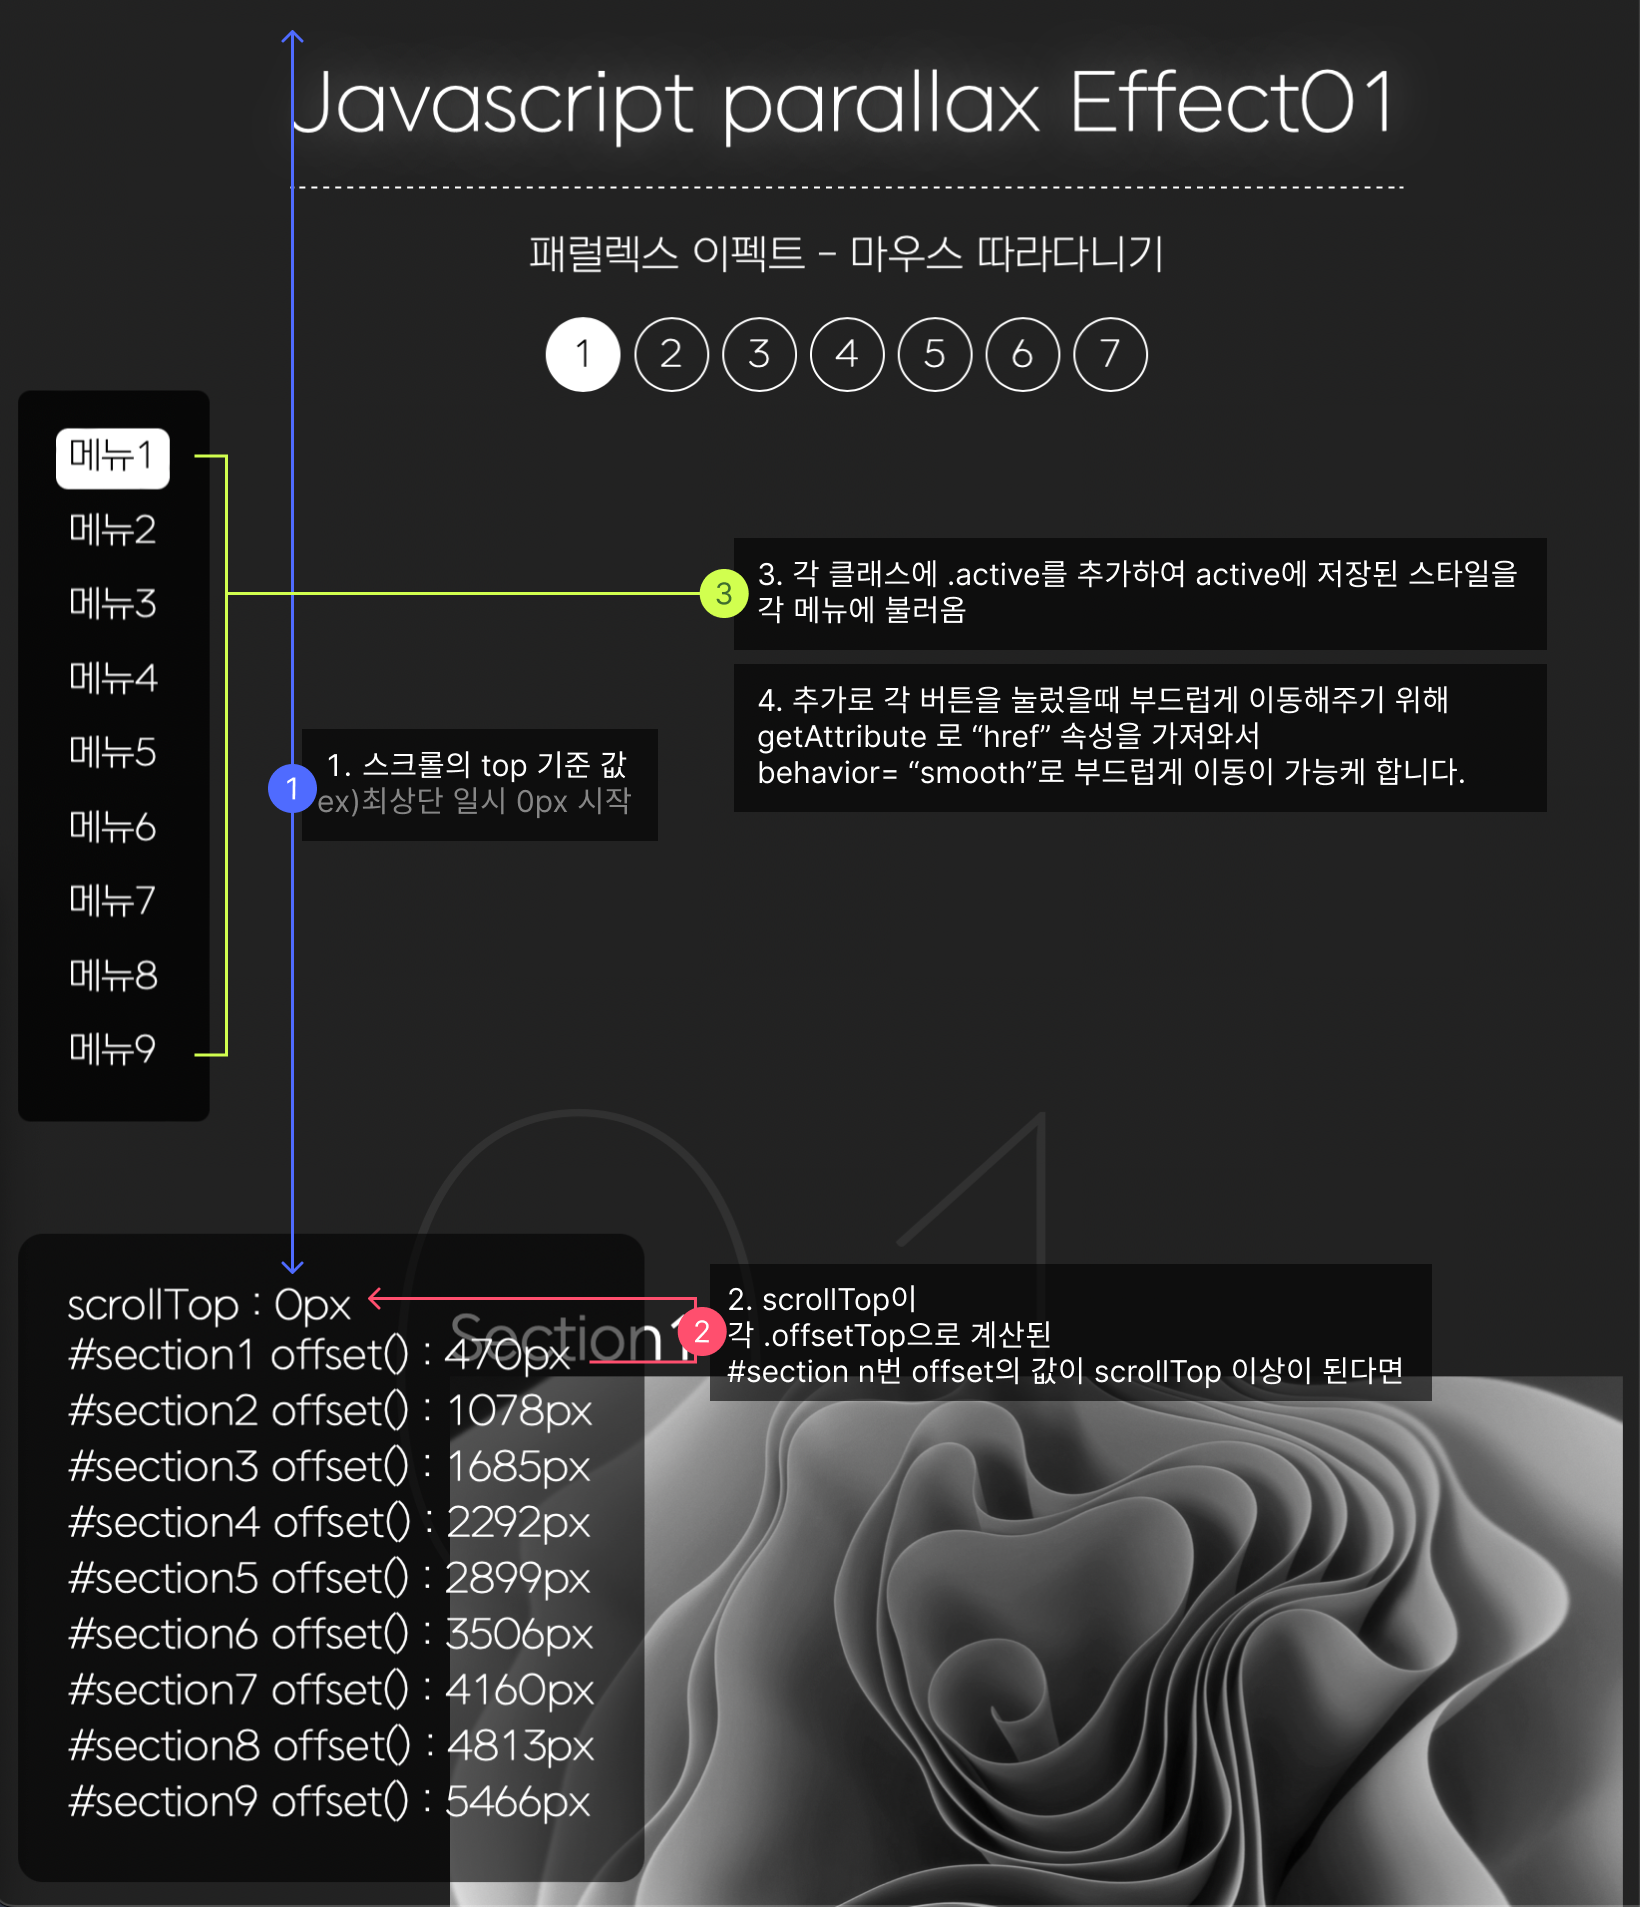 Javascript parallax Effect01
패럴렉스 이펙트 - 마우스 따라다니기
1 2 3 4 5 6 7
메뉴1
메뉴2
메뉴3
메뉴4
메뉴5
메뉴6
메뉴7
메뉴8
메뉴9
3
3. 각 클래스에 .active를 추가하여 active에 저장된 스타일을
각 메뉴에 불러옴
4. 추가로 각 버튼을 눌렀을때 부드럽게 이동해주기 위해
getAttribute 로 “href” 속성을 가져와서
behavior= “smooth”로 부드럽게 이동이 가능케 합니다.
1
1. 스크롤의 top 기준 값
ex)최상단 일시 0px 시작
01
Section1
scrollTop : 0px
#section1 offset() : 470px
#section2 offset() : 1078px
#section3 offset() : 1685px
#section4 offset() : 2292px
#section5 offset() : 2899px
#section6 offset() : 3506px
#section7 offset() : 4160px
#section8 offset() : 4813px
#section9 offset() : 5466px
2
2. scrollTop이
각 .offsetTop으로 계산된
#section n번 offset의 값이 scrollTop 이상이 된다면